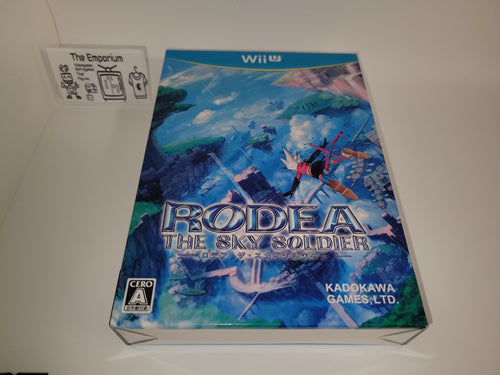 The Emporium
Wii U
RODEA
THE SKY SOLDIER
ロデア・ザ・スカイソルジャー
CERO
A
KADOKAWA
GAMES,LTD.